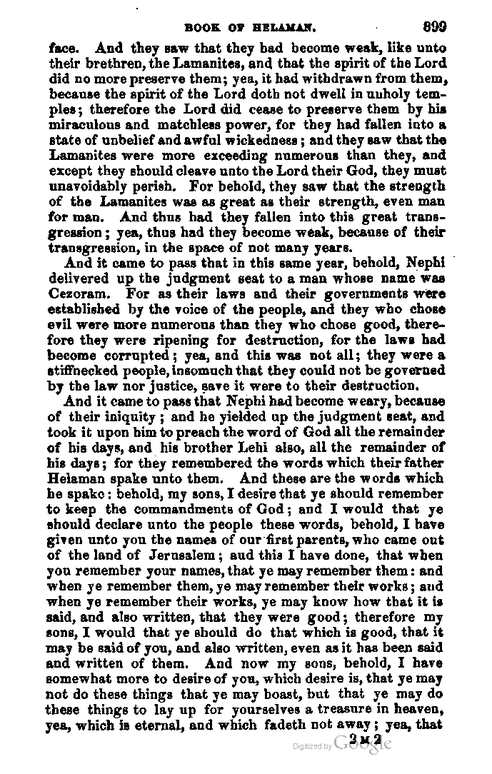 BOOK OF HELAMAN. 399
face. And they saw that they had become weak, like unto
their brethren, the Lamanites, and that the spirit of the Lord
did no more preserve them; yea, it had withdrawn from them,
because the spirit of the Lord doth not dwell in unholy tem-
ples; therefore the Lord did cease to preserve them by his
miraculous and matchless power, for they had fallen into a
state of unbelief and awful wickedness; and they saw that the
Lamanites were more exceeding numerous than they, and
except they should cleave unto the Lord their God, they must
unavoidably perish. For behold, they saw that the strength
of the Lamanites was as great as their strength, even man
for man. And thus had they fallen into this great trans-
gression; yea, thus had they become weak, because of their
transgression, in the space of not many years.
And it came to pass that in this same year, behold, Nephi
delivered up the judgment seat to a man whose name was
Cezoram. For as their laws and their governments were
established by the voice of the people, and they who chose
evil were more numerous than they who chose good, there-
fore they were ripening for destruction, for the laws had
become corrupted; yea, and this was not all; they were a
stiffnecked people, insomuch that they could not be governed
by the law nor justice, save it were to their destruction.
And it came to pass that Nephi had become weary, because
of their iniquity; and he yielded up the judgment seat, and
took it upon him to preach the word of God all the remainder
of his days, and his brother Lehi also, all the remainder of
his days; for they remembered the words which their father
Helaman spake unto them. And these are the words which
he spake: behold, my sons, I desire that ye should remember
to keep the commandments of God; and I would that ye
should declare unto the people these words, behold, I have
given unto you the names of our first parents, who came out
of the land of Jerusalem; and this I have done, that when
you remember your names, that ye may remember them: and
when ye remember them, ye may remember their works; and
when ye remember their works, ye may know how that it is
said, and also written, that they were good; therefore my
sons, I would that ye should do that which is good, that it
may be said of you, and also written, even as it has been said
and written of them. And now my sons, behold, I have
somewhat more to desire of you, which desire is, that ye may
not do these things that ye may boast, but that ye may do
these things to lay up for yourselves a treasure in heaven,
yea, which is eternal, and which fadeth not away; yea, that
2 M 2
Digitized by Google